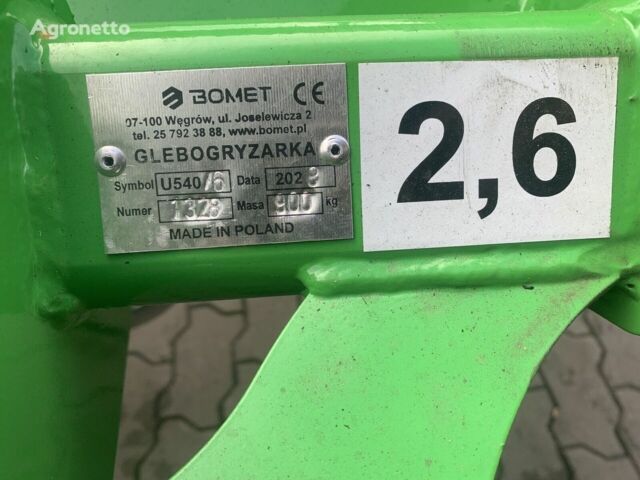 Agronetto
BOMET CE
07-100 Węgrów, ul. Joselewicza 2
tel. 25 792 38 88, www.bomet.pl
GLEBOGRYZARKA
Symbol U540/6 Data 202
Numer 1328 Masa 900 kg
MADE IN POLAND
2,6